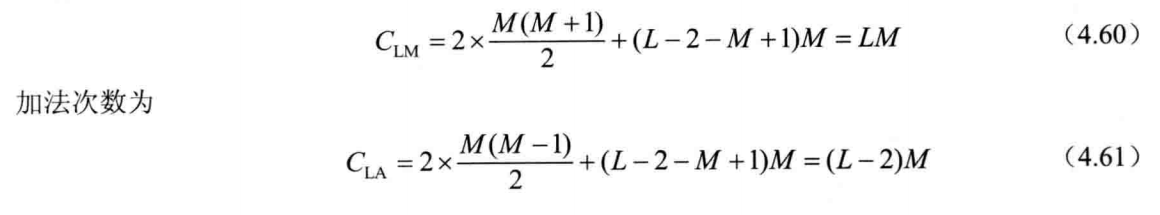 C_LM = 2 × M(M+1)/2 + (L−2−M+1)M = LM （4.60）
加法次数为
C_LA = 2 × M(M−1)/2 + (L−2−M+1)M = (L−2)M （4.61）